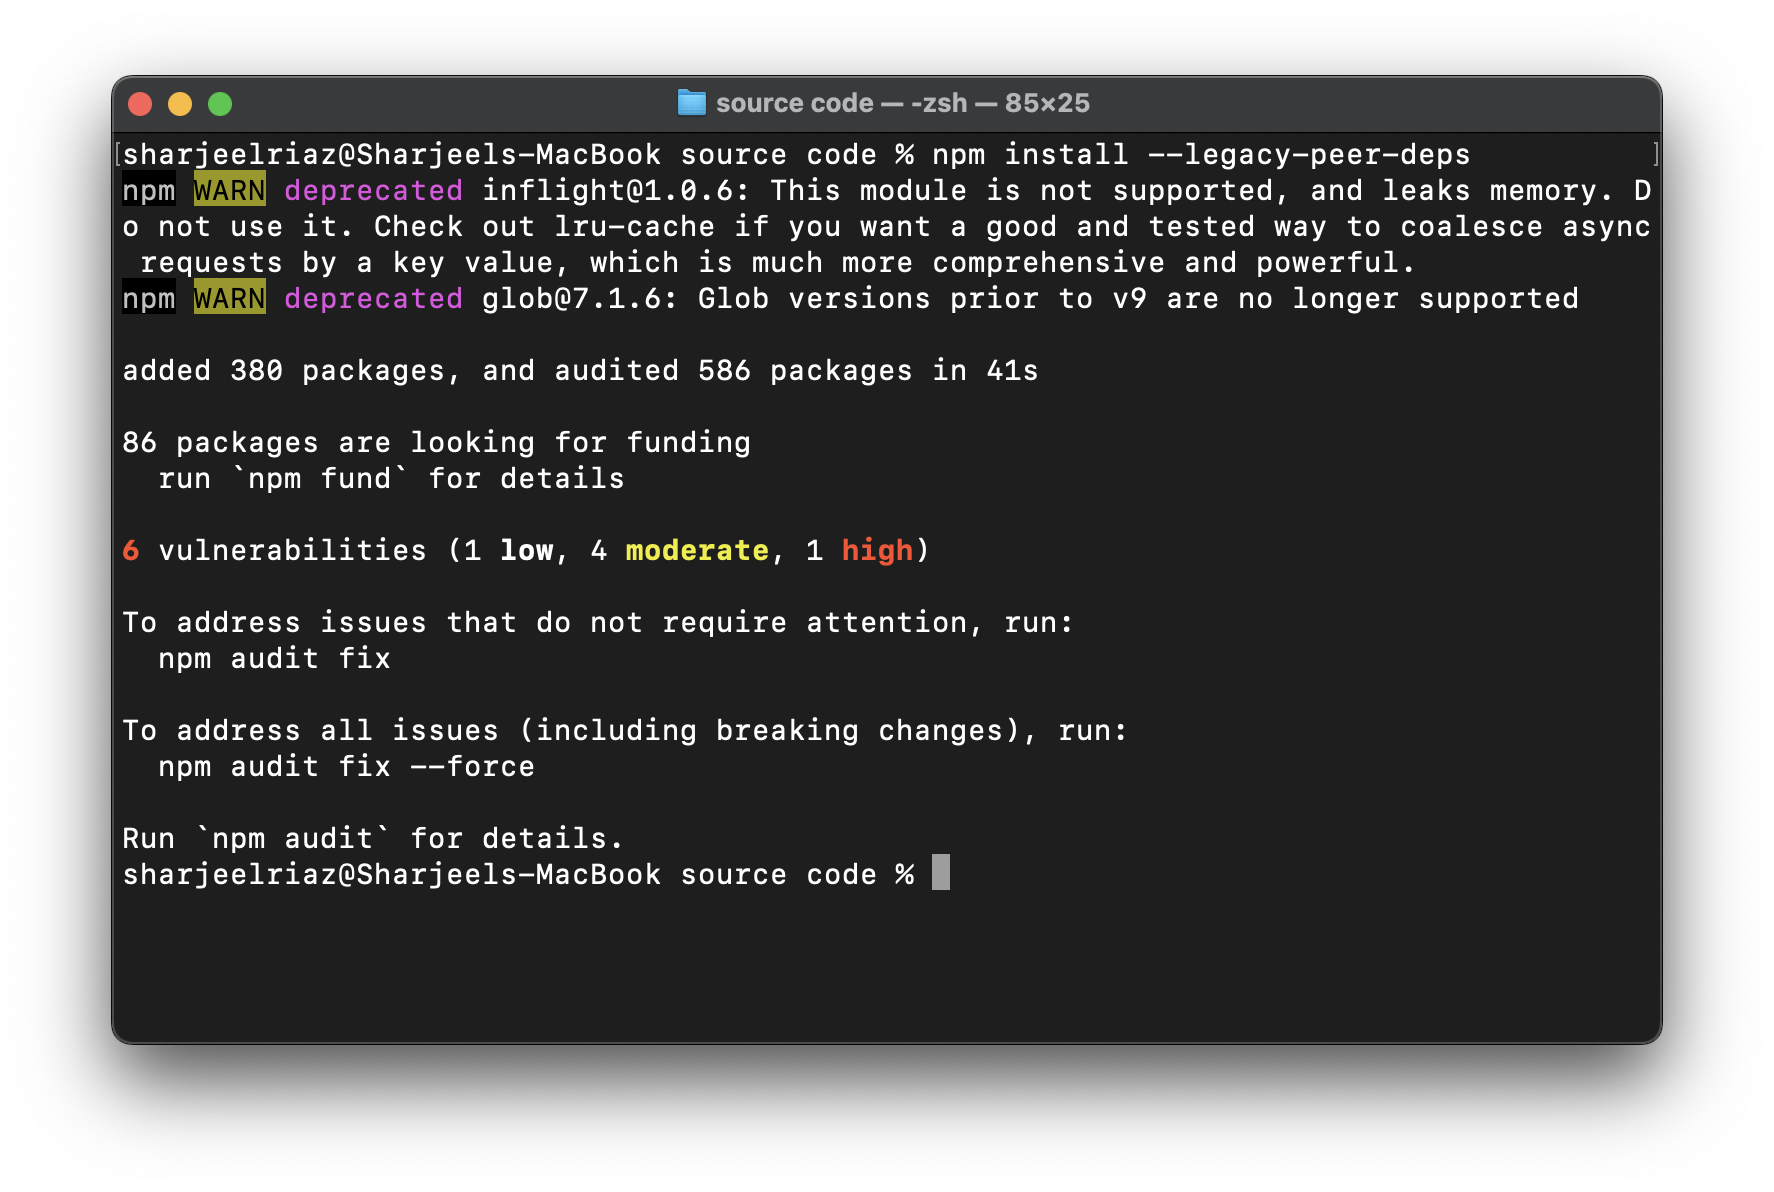 source code — -zsh — 85×25
[sharjeelriaz@Sharjeels-MacBook source code % npm install --legacy-peer-deps ]
npm WARN deprecated inflight@1.0.6: This module is not supported, and leaks memory. D
o not use it. Check out lru-cache if you want a good and tested way to coalesce async
 requests by a key value, which is much more comprehensive and powerful.
npm WARN deprecated glob@7.1.6: Glob versions prior to v9 are no longer supported
added 380 packages, and audited 586 packages in 41s
86 packages are looking for funding
  run `npm fund` for details
6 vulnerabilities (1 low, 4 moderate, 1 high)
To address issues that do not require attention, run:
  npm audit fix
To address all issues (including breaking changes), run:
  npm audit fix --force
Run `npm audit` for details.
sharjeelriaz@Sharjeels-MacBook source code %